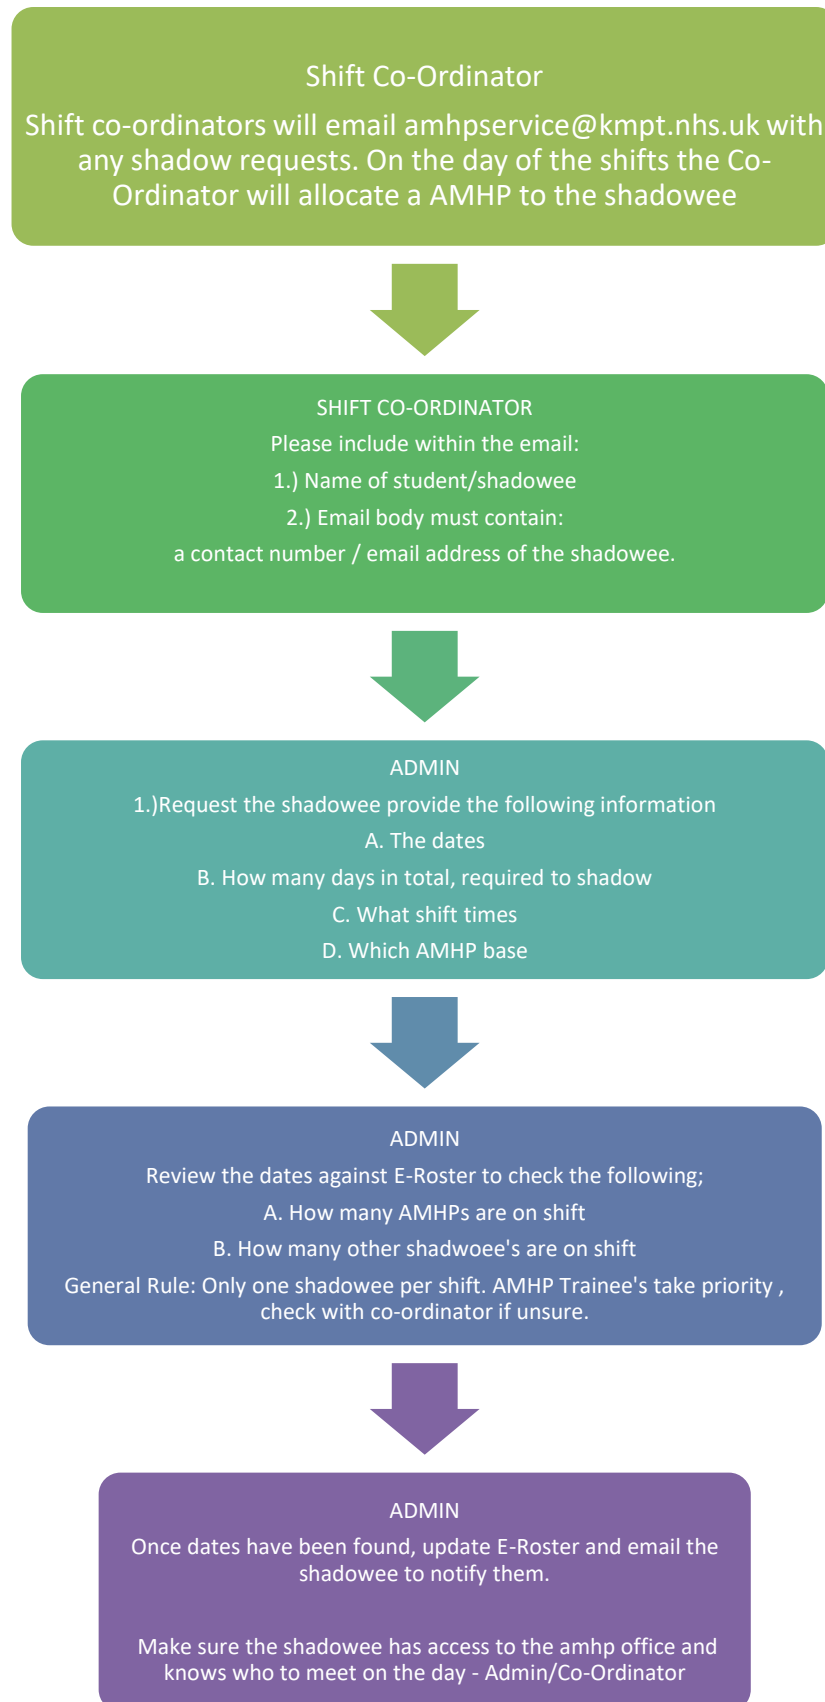 Shift Co-Ordinator
Shift co-ordinators will email amhpservice@kmpt.nhs.uk with
any shadow requests. On the day of the shifts the Co-
Ordinator will allocate a AMHP to the shadowee
SHIFT CO-ORDINATOR
Please include within the email:
1.) Name of student/shadowee
2.) Email body must contain:
a contact number / email address of the shadowee.
ADMIN
1.)Request the shadowee provide the following information
A. The dates
B. How many days in total, required to shadow
C. What shift times
D. Which AMHP base
ADMIN
Review the dates against E-Roster to check the following;
A. How many AMHPs are on shift
B. How many other shadwoee's are on shift
General Rule: Only one shadowee per shift. AMHP Trainee's take priority ,
check with co-ordinator if unsure.
ADMIN
Once dates have been found, update E-Roster and email the
shadowee to notify them.
Make sure the shadowee has access to the amhp office and
knows who to meet on the day - Admin/Co-Ordinator